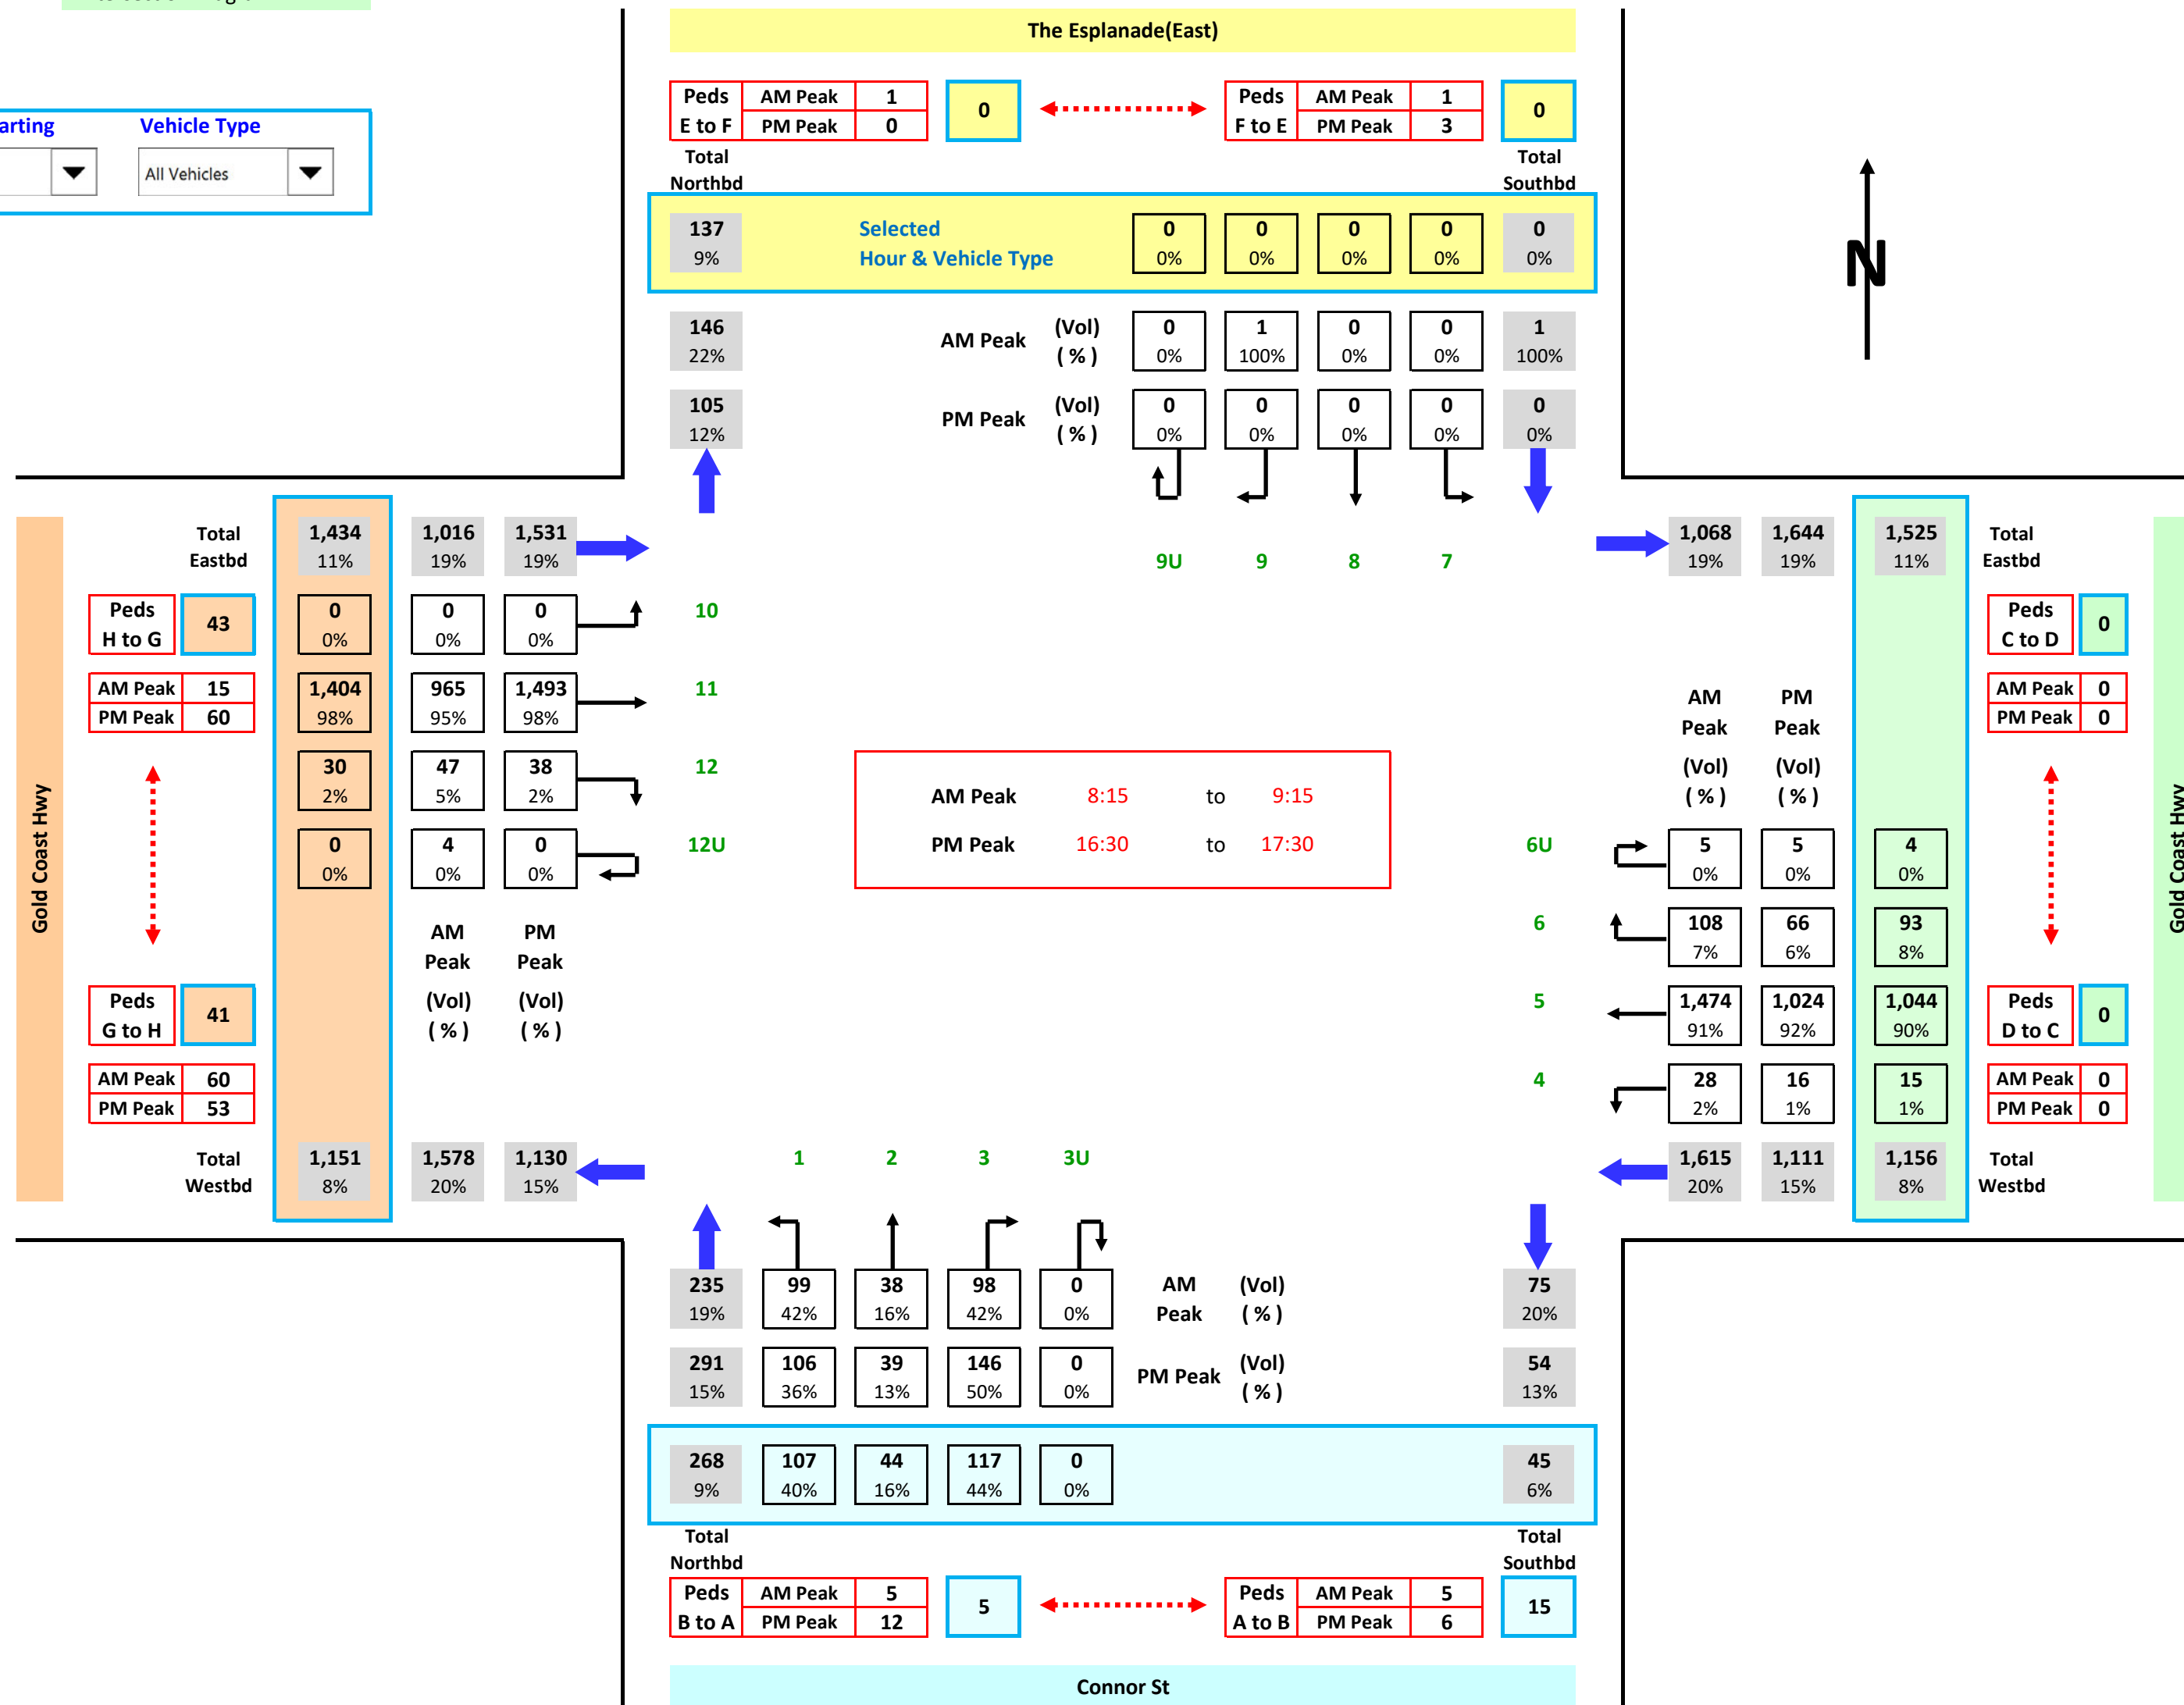 The Esplanade(East)
arting Vehicle Type
All Vehicles
Peds AM Peak 1 0 Peds AM Peak 1 0
E to F PM Peak 0 F to E PM Peak 3
Total Total
Northbd Southbd
137 Selected 0 0 0 0 0
9% Hour & Vehicle Type 0% 0% 0% 0% 0%
146 AM Peak (Vol) 0 1 0 0 1
22% ( % ) 0% 100% 0% 0% 100%
105 PM Peak (Vol) 0 0 0 0 0
12% ( % ) 0% 0% 0% 0% 0%
N
Total 1,434 1,016 1,531 1,068 1,644 1,525 Total
Eastbd 11% 19% 19% 9U 9 8 7 19% 19% 11% Eastbd
Peds 43 0 0 0 10 Peds 0
H to G 0% 0% 0% C to D
AM Peak 15 1,404 965 1,493 11 AM PM AM Peak 0
PM Peak 60 98% 95% 98% Peak Peak PM Peak 0
30 47 38 12 (Vol) (Vol)
2% 5% 2% ( % ) ( % )
AM Peak 8:15 to 9:15
PM Peak 16:30 to 17:30
Gold Coast Hwy
Gold Coast Hwy
0 4 0 12U 6U 5 5 4
0% 0% 0% 0% 0% 0%
AM PM 6 108 66 93
Peak Peak 7% 6% 8%
Peds 41 (Vol) (Vol) 5 1,474 1,024 1,044 Peds 0
G to H ( % ) ( % ) 91% 92% 90% D to C
AM Peak 60 4 28 16 15 AM Peak 0
PM Peak 53 2% 1% 1% PM Peak 0
Total 1,151 1,578 1,130 1 2 3 3U 1,615 1,111 1,156 Total
Westbd 8% 20% 15% 20% 15% 8% Westbd
235 99 38 98 0 AM (Vol) 75
19% 42% 16% 42% 0% Peak ( % ) 20%
291 106 39 146 0 PM Peak (Vol) 54
15% 36% 13% 50% 0% ( % ) 13%
268 107 44 117 0 45
9% 40% 16% 44% 0% 6%
Total Total
Northbd Southbd
Peds AM Peak 5 5 Peds AM Peak 5 15
B to A PM Peak 12 A to B PM Peak 6
Connor St